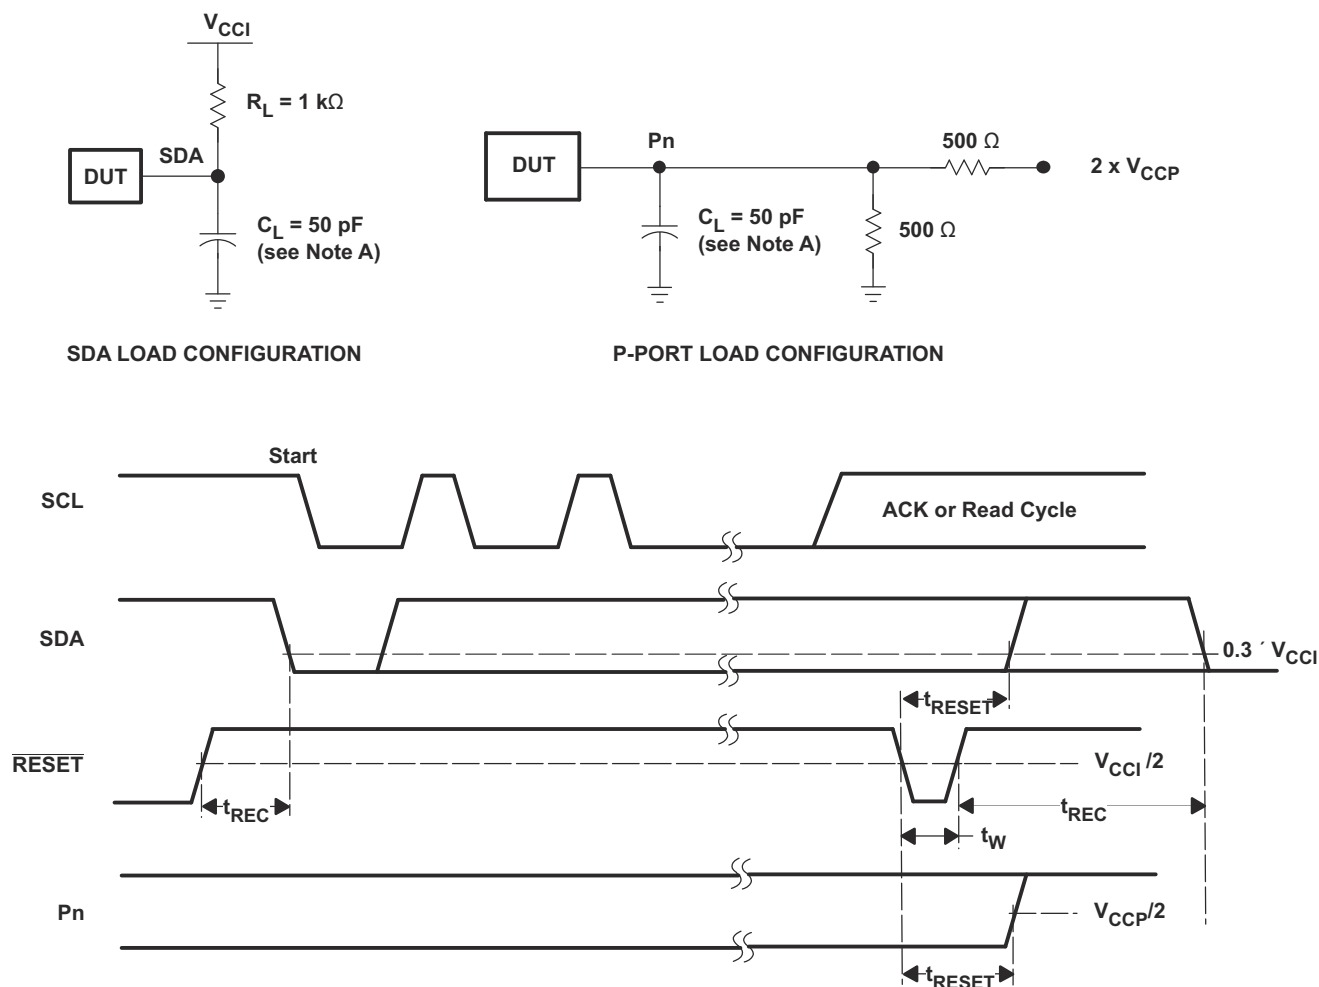 VCCI
RL = 1 kΩ
DUT
SDA
CL = 50 pF
(see Note A)
SDA LOAD CONFIGURATION
DUT
Pn
500 Ω
2 x VCCP
CL = 50 pF
(see Note A)
500 Ω
P-PORT LOAD CONFIGURATION
Start
SCL
ACK or Read Cycle
SDA
0.3 ´ VCCI
tRESET
RESET
VCCI /2
tREC
tREC
tW
Pn
VCCP/2
tRESET